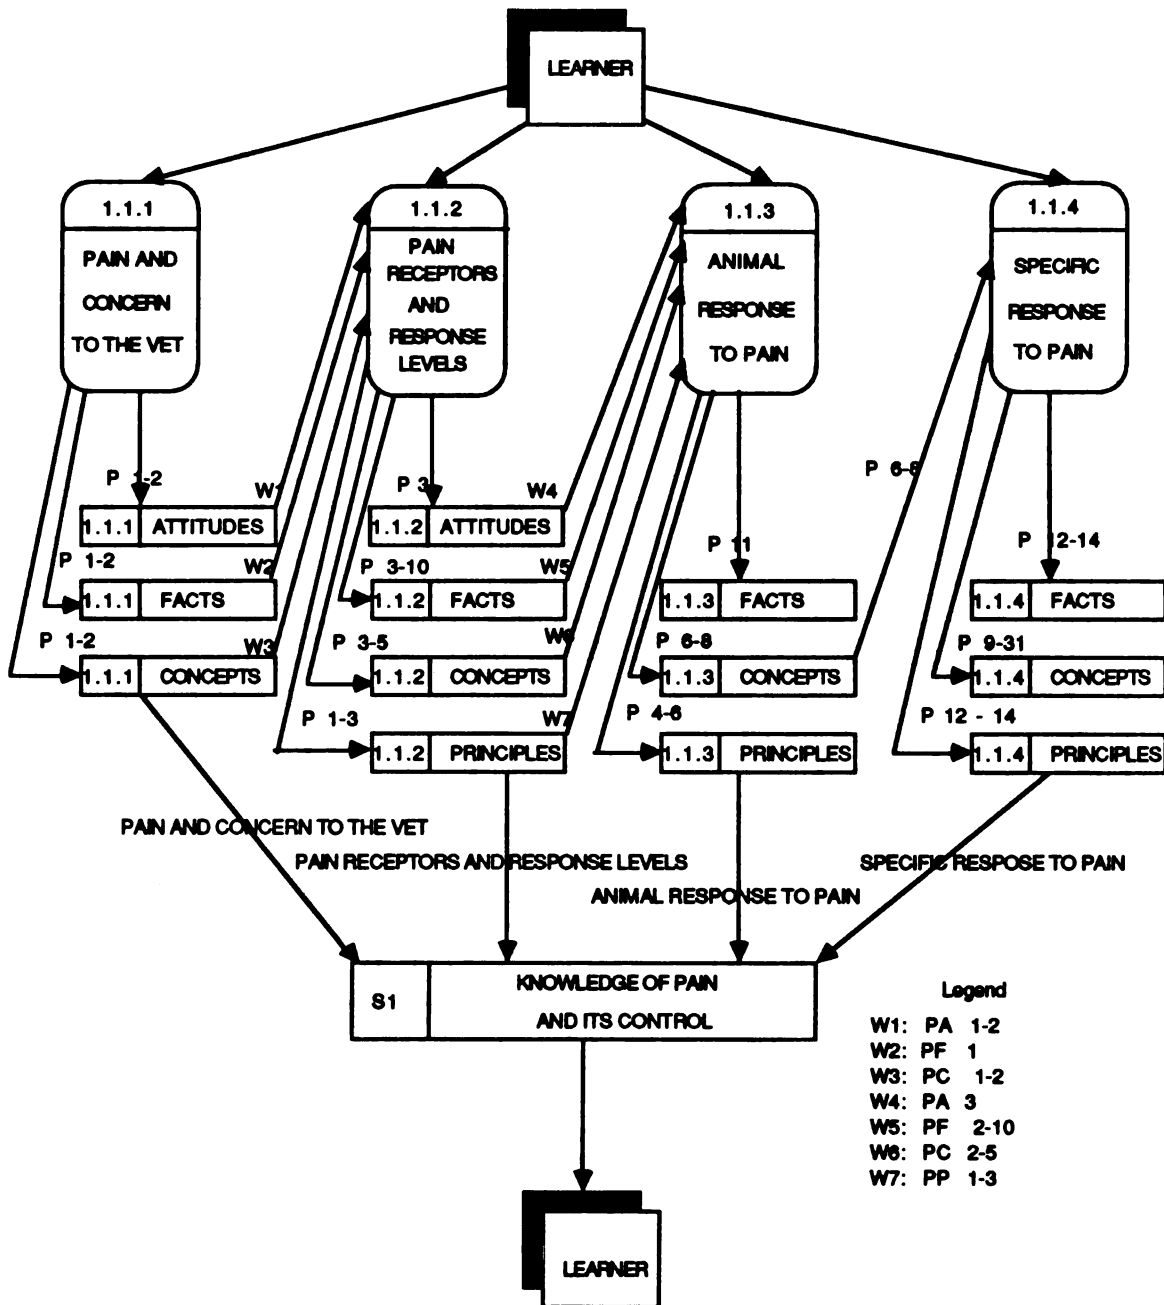 LEARNER
1.1.1
PAIN AND
CONCERN
TO THE VET
1.1.2
PAIN
RECEPTORS
AND
RESPONSE
LEVELS
1.1.3
ANIMAL
RESPONSE
TO PAIN
1.1.4
SPECIFIC
RESPONSE
TO PAIN
P 1-2
W1
1.1.1 ATTITUDES
P 1-2
W2
1.1.1 FACTS
P 1-2
W3
1.1.1 CONCEPTS
P 3
W4
1.1.2 ATTITUDES
P 3-10
W5
1.1.2 FACTS
P 3-5
W6
1.1.2 CONCEPTS
P 1-3
W7
1.1.2 PRINCIPLES
P 11
1.1.3 FACTS
P 6-8
1.1.3 CONCEPTS
P 4-6
1.1.3 PRINCIPLES
P 6-8
P 12-14
1.1.4 FACTS
P 9-31
1.1.4 CONCEPTS
P 12 - 14
1.1.4 PRINCIPLES
PAIN AND CONCERN TO THE VET
PAIN RECEPTORS AND RESPONSE LEVELS
ANIMAL RESPONSE TO PAIN
SPECIFIC RESPOSE TO PAIN
S1
KNOWLEDGE OF PAIN
AND ITS CONTROL
Legend
W1: PA 1-2
W2: PF 1
W3: PC 1-2
W4: PA 3
W5: PF 2-10
W6: PC 2-5
W7: PP 1-3
LEARNER